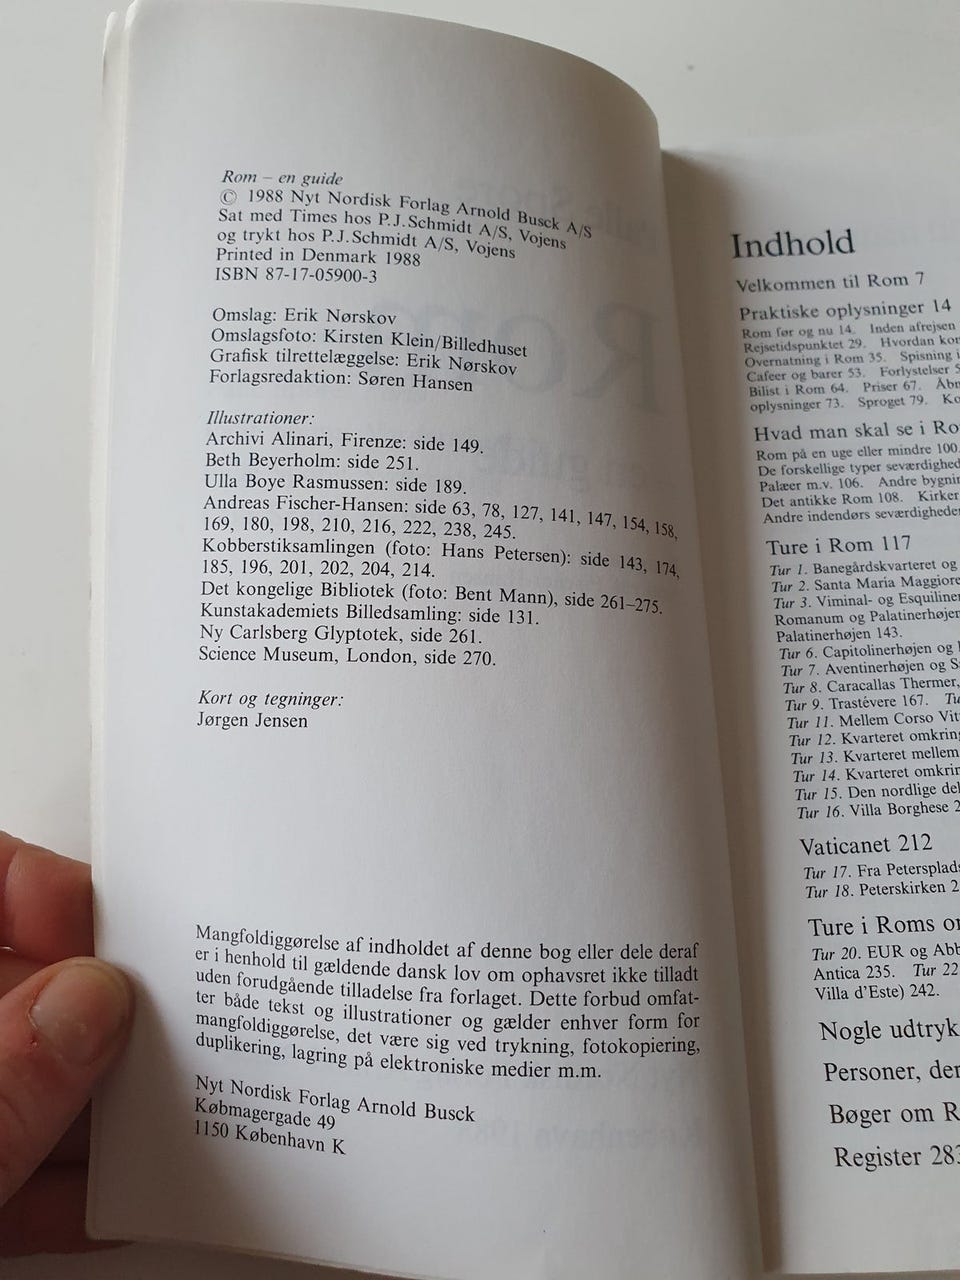 Rom – en guide
© 1988 Nyt Nordisk Forlag Arnold Busck A/S
Sat med Times hos P.J.Schmidt A/S, Vojens
og trykt hos P.J.Schmidt A/S, Vojens
Printed in Denmark 1988
ISBN 87-17-05900-3
Omslag: Erik Nørskov
Omslagsfoto: Kirsten Klein/Billedhuset
Grafisk tilrettelæggelse: Erik Nørskov
Forlagsredaktion: Søren Hansen
Illustrationer:
Archivi Alinari, Firenze: side 149.
Beth Beyerholm: side 251.
Ulla Boye Rasmussen: side 189.
Andreas Fischer-Hansen: side 63, 78, 127, 141, 147, 154, 158,
169, 180, 198, 210, 216, 222, 238, 245.
Kobberstiksamlingen (foto: Hans Petersen): side 143, 174,
185, 196, 201, 202, 204, 214.
Det kongelige Bibliotek (foto: Bent Mann), side 261–275.
Kunstakademiets Billedsamling: side 131.
Ny Carlsberg Glyptotek, side 261.
Science Museum, London, side 270.
Kort og tegninger:
Jørgen Jensen
Mangfoldiggørelse af indholdet af denne bog eller dele deraf
er i henhold til gældende dansk lov om ophavsret ikke tilladt
uden forudgående tilladelse fra forlaget. Dette forbud omfat-
ter både tekst og illustrationer og gælder enhver form for
mangfoldiggørelse, det være sig ved trykning, fotokopiering,
duplikering, lagring på elektroniske medier m.m.
Nyt Nordisk Forlag Arnold Busck
Købmagergade 49
1150 København K
Indhold
Velkommen til Rom 7
Praktiske oplysninger 14
Rom før og nu 14. Inden afrejsen
Rejsetidspunktet 29. Hvordan
Overnatning i Rom 35. Spisning
Cafeer og barer 53. Forlystelser
Bilist i Rom 64. Priser 67.
oplysninger 73. Sproget 79.
Hvad man skal se i
Rom på en uge eller mindre 100.
De forskellige typer
Palæer m.v. 106. Andre
Det antikke Rom 108. Kirker
Andre indendørs
Ture i Rom 117
Tur 1. Banegårdskvarteret og
Tur 2. Santa Maria Maggiore
Tur 3. Viminal- og
Romanum og
Palatinerhøjen 143.
Tur 6. Capitolinerhøjen og
Tur 7. Aventinerhøjen og
Tur 8. Caracallas Thermer,
Tur 9. Trastévere 167.
Tur 11. Mellem Corso
Tur 12. Kvarteret
Tur 13. Kvarteret mellem
Tur 14. Kvarteret
Tur 15. Den nordlige
Tur 16. Villa Borghese
Vaticanet 212
Tur 17. Fra
Tur 18. Peterskirken
Ture i Roms
Tur 20. EUR og
Antica 235. Tur 22
Villa d'Este) 242.
Nogle
Personer,
Bøger om
Register